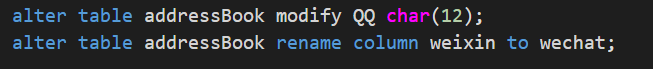 alter table addressBook modify QQ char(12);
alter table addressBook rename column weixin to wechat;